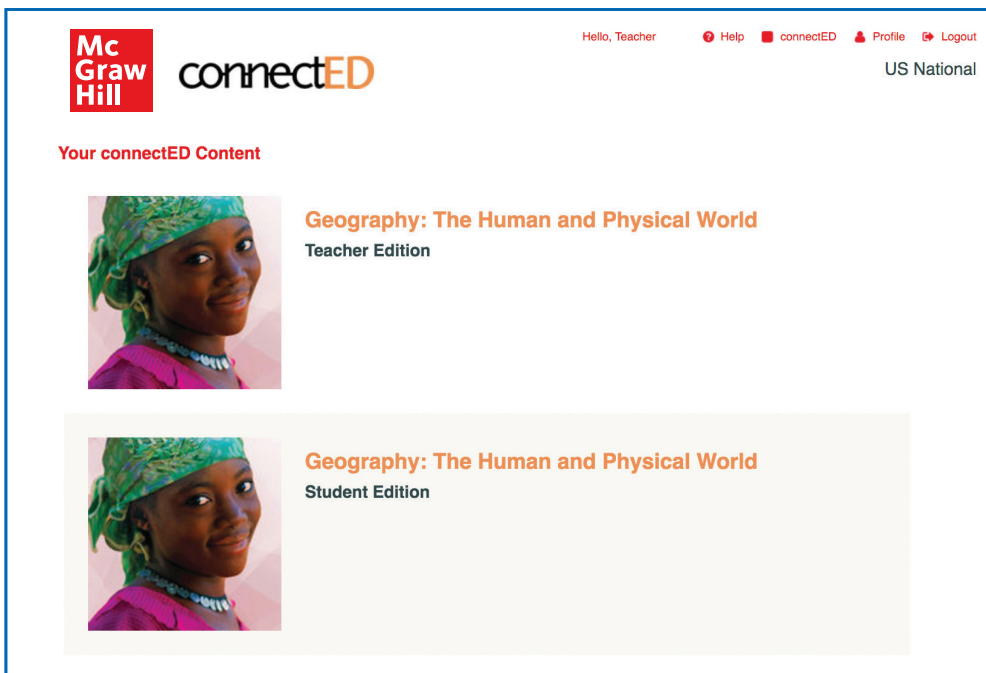 Mc
Graw
Hill
connectED
Hello, Teacher Help connectED Profile Logout
US National
Your connectED Content
Geography: The Human and Physical World
Teacher Edition
Geography: The Human and Physical World
Student Edition